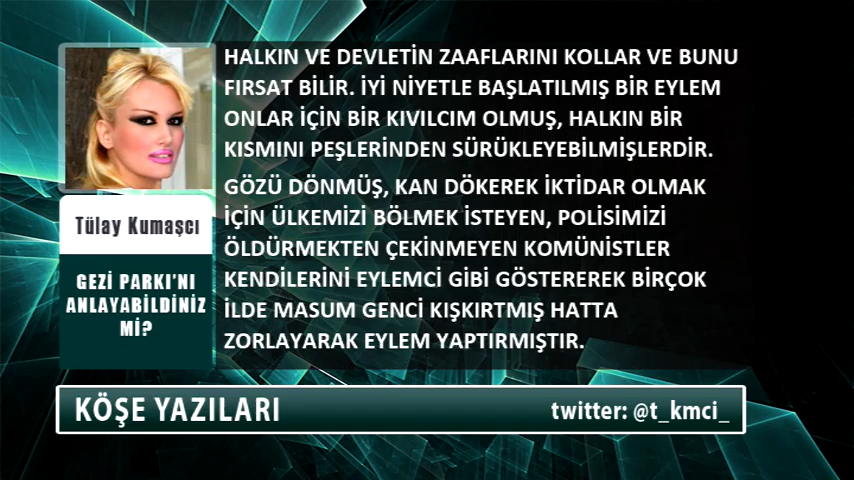 HALKIN VE DEVLETİN ZAAFLARINI KOLLAR VE BUNU
FIRSAT BİLİR. İYİ NİYETLE BAŞLATILMIŞ BİR EYLEM
ONLAR İÇİN BİR KIVILCIM OLMUŞ, HALKIN BİR
KISMINI PEŞLERİNDEN SÜRÜKLEYEBİLMİŞLERDİR.
GÖZÜ DÖNMÜŞ, KAN DÖKEREK İKTİDAR OLMAK
İÇİN ÜLKEMİZİ BÖLMEK İSTEYEN, POLİSİMİZİ
ÖLDÜRMEKTEN ÇEKİNMEYEN KOMÜNİSTLER
KENDİLERİNİ EYLEMCİ GİBİ GÖSTEREREK BİRÇOK
İLDE MASUM GENCİ KIŞKIRTMIŞ HATTA
ZORLAYARAK EYLEM YAPTIRMIŞTIR.
Tülay Kumaşcı
GEZİ PARKI'NI
ANLAYABİLDİNİZ
Mİ?
KÖŞE YAZILARI
twitter: @t_kmci_